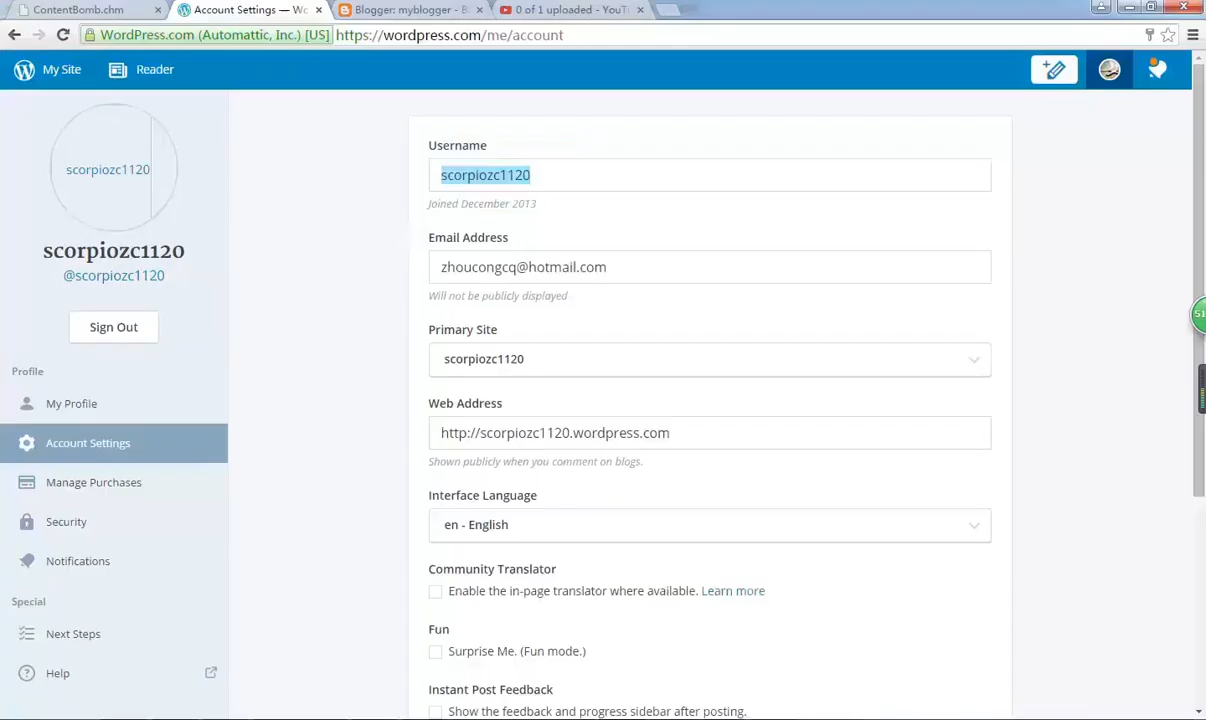 ContentBomb.chm
Account Settings — Wo
Blogger: myblogger - B
0 of 1 uploaded - YouT
WordPress.com (Automattic, Inc.) [US]
https://wordpress.com/me/account
My Site
Reader
scorpiozc1120
scorpiozc1120
@scorpiozc1120
Sign Out
Profile
My Profile
Account Settings
Manage Purchases
Security
Notifications
Special
Next Steps
Help
Username
scorpiozc1120
Joined December 2013
Email Address
zhoucongcq@hotmail.com
Will not be publicly displayed
Primary Site
scorpiozc1120
Web Address
http://scorpiozc1120.wordpress.com
Shown publicly when you comment on blogs.
Interface Language
en - English
Community Translator
Enable the in-page translator where available. Learn more
Fun
Surprise Me. (Fun mode.)
Instant Post Feedback
Show the feedback and progress sidebar after posting.
51